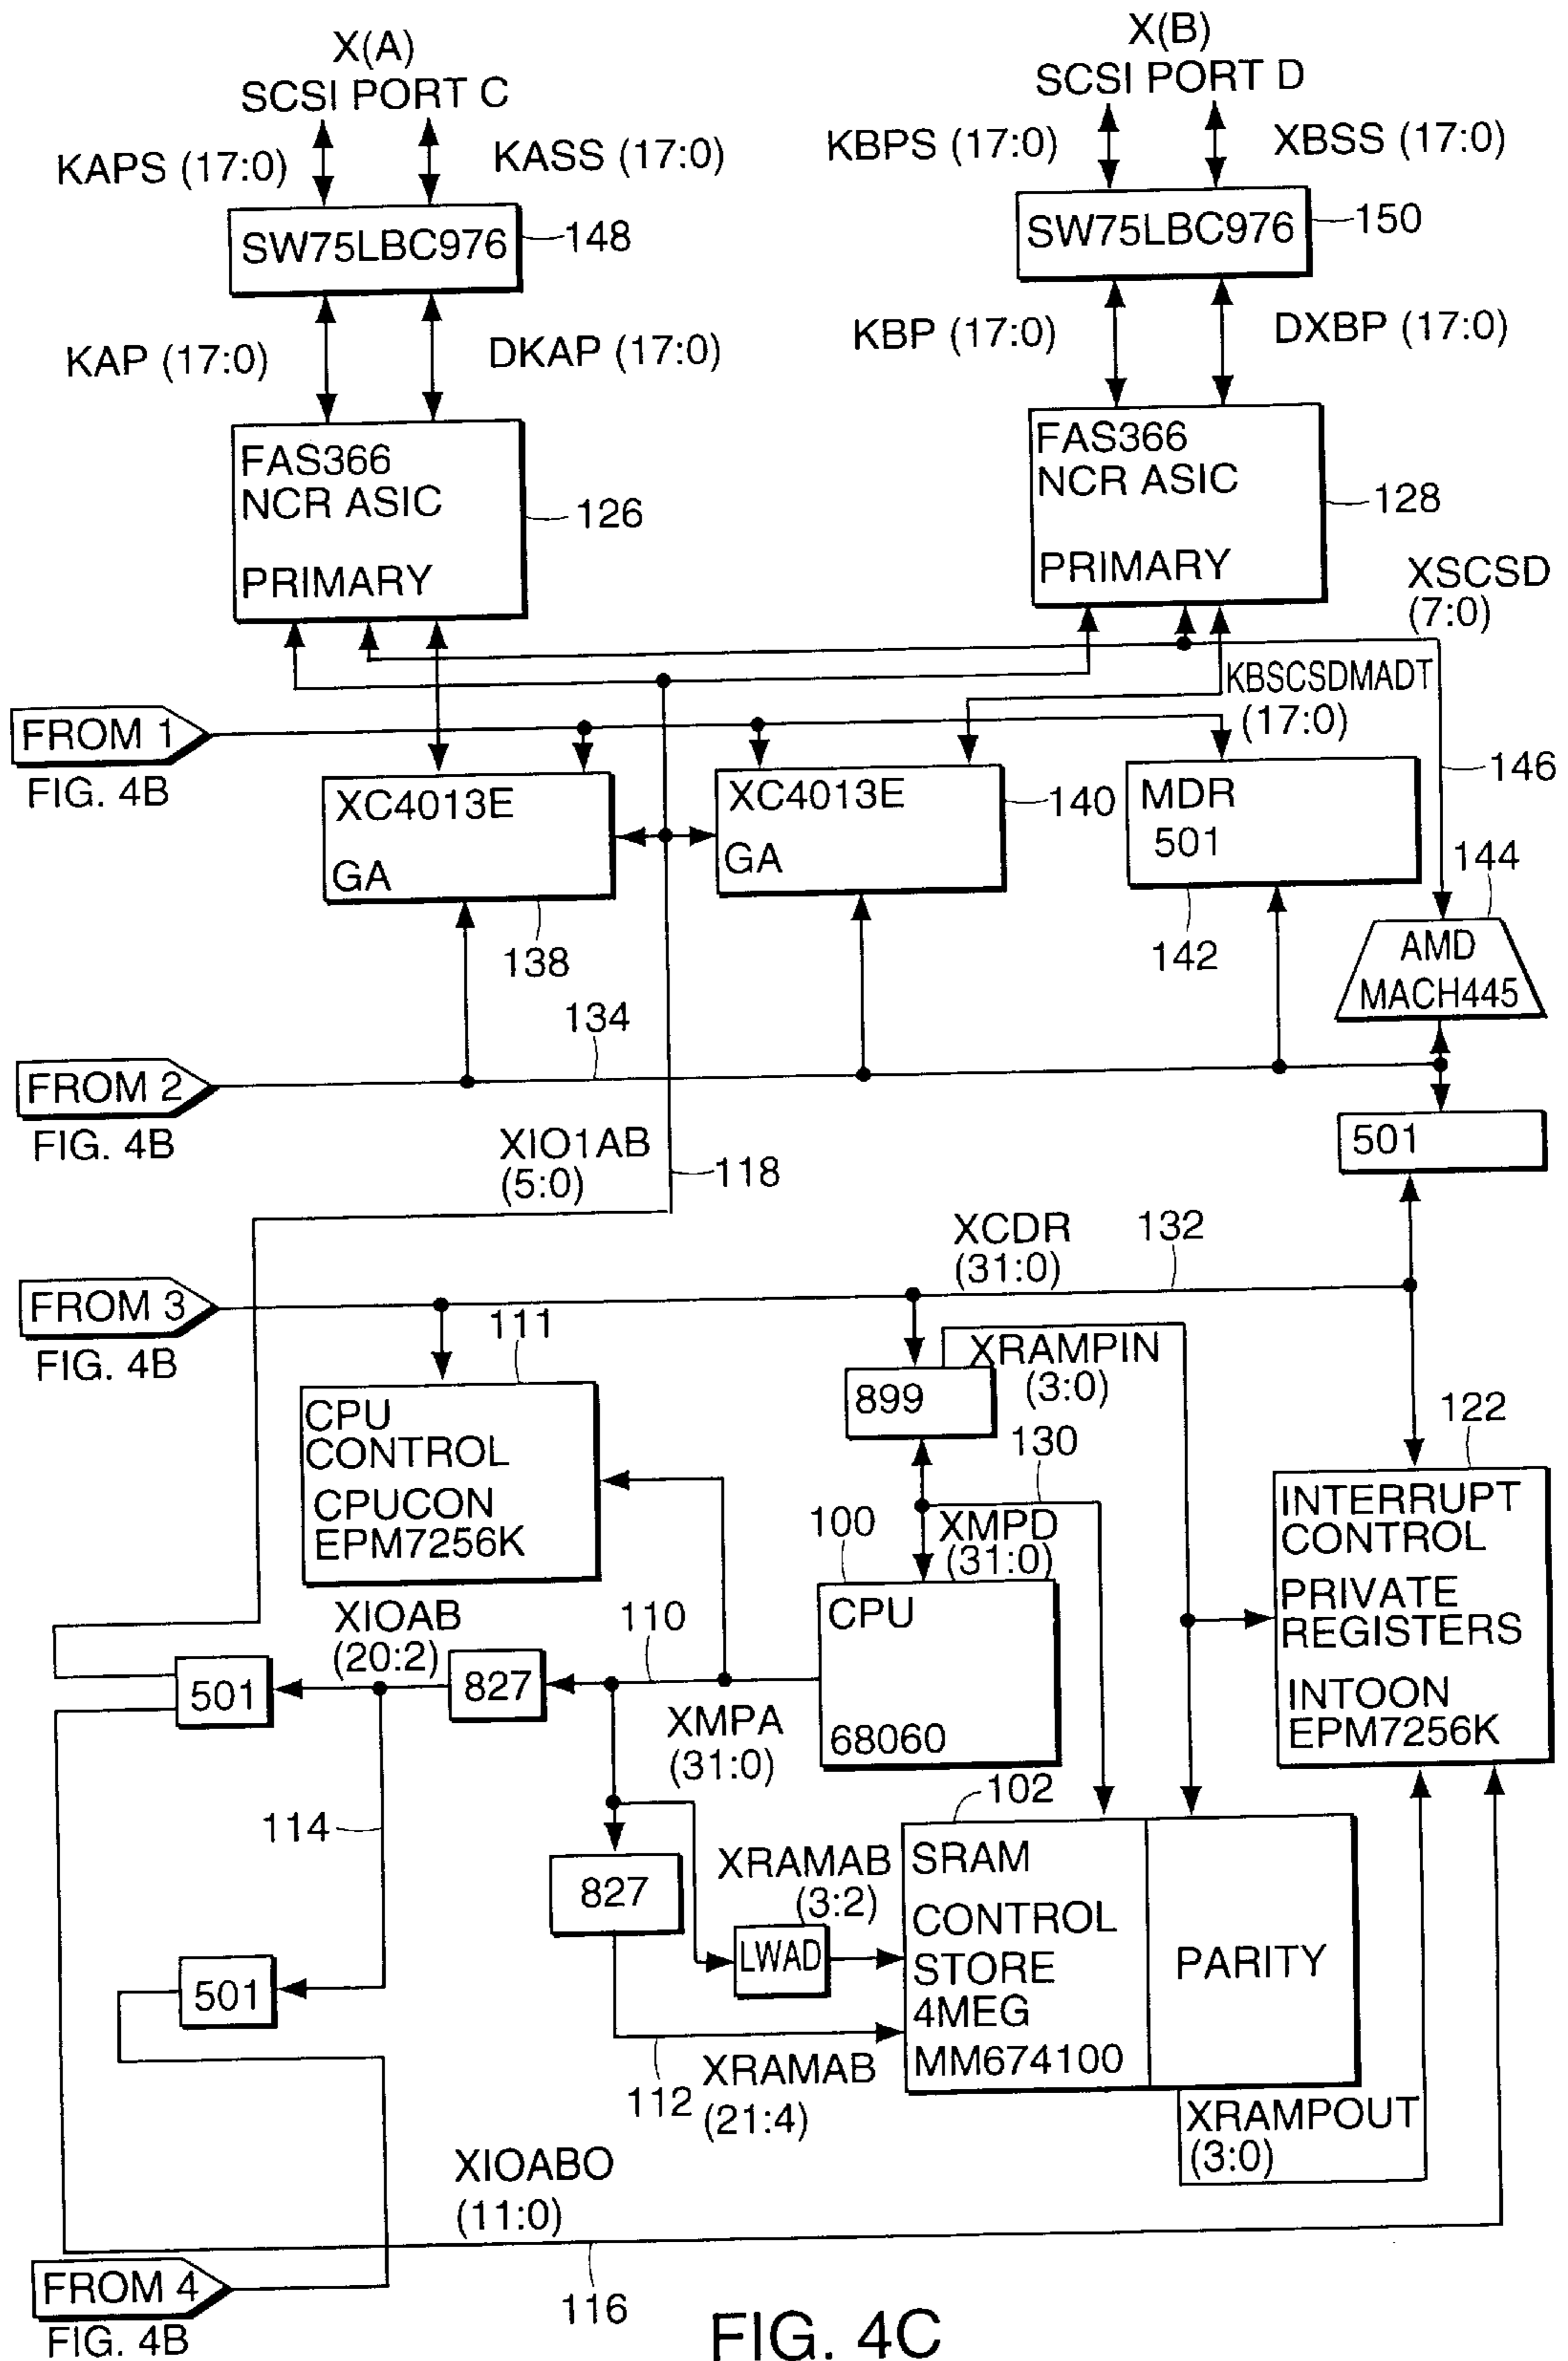 X(A)
SCSI PORT C
X(B)
SCSI PORT D
KAPS (17:0)
KASS (17:0)
KBPS (17:0)
XBSS (17:0)
SW75LBC976
148
SW75LBC976
150
KAP (17:0)
DKAP (17:0)
KBP (17:0)
DXBP (17:0)
FAS366
NCR ASIC
PRIMARY
126
FAS366
NCR ASIC
PRIMARY
128
XSCSD
(7:0)
KBSCSDMADT
(17:0)
FROM 1
FIG. 4B
XC4013E
GA
138
XC4013E
GA
140
MDR
501
142
146
144
AMD
MACH445
134
FROM 2
FIG. 4B
501
XIO1AB
(5:0)
118
XCDR
(31:0)
132
FROM 3
FIG. 4B
111
CPU
CONTROL
CPUCON
EPM7256K
899
XRAMPIN
(3:0)
130
122
INTERRUPT
CONTROL
PRIVATE
REGISTERS
INTOON
EPM7256K
100
XMPD
(31:0)
CPU
68060
XIOAB
(20:2)
110
501
827
XMPA
(31:0)
114
102
827
XRAMAB
(3:2)
LWAD
SRAM
CONTROL
STORE
4MEG
MM674100
PARITY
501
112
XRAMAB
(21:4)
XRAMPOUT
(3:0)
XIOABO
(11:0)
FROM 4
FIG. 4B
116
FIG. 4C